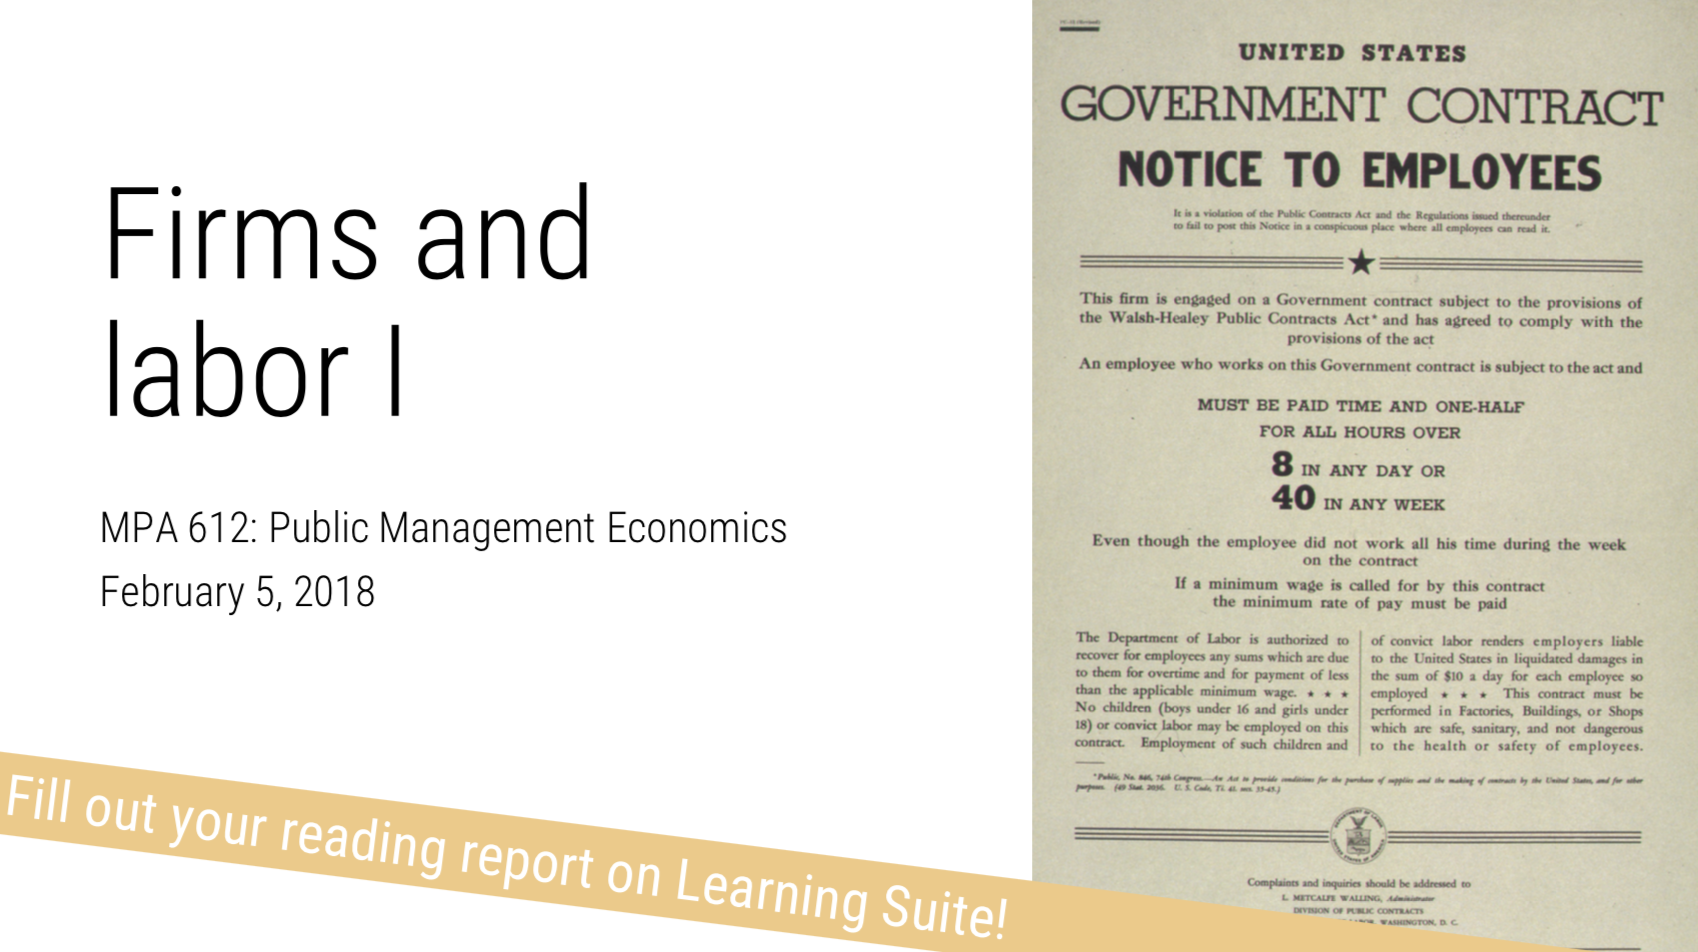 Firms and
labor I
MPA 612: Public Management Economics
February 5, 2018
Fill out your reading report on Learning Suite!
UNITED STATES
GOVERNMENT CONTRACT
NOTICE TO EMPLOYEES
It is a violation of the Public Contracts Act and the Regulations issued thereunder
to fail to post this Notice in a conspicuous place where all employees can read it.
This firm is engaged on a Government contract subject to the provisions of
the Walsh-Healey Public Contracts Act* and has agreed to comply with the
provisions of the act
An employee who works on this Government contract is subject to the act and
MUST BE PAID TIME AND ONE-HALF
FOR ALL HOURS OVER
8 IN ANY DAY OR
40 IN ANY WEEK
Even though the employee did not work all his time during the week
on the contract
If a minimum wage is called for by this contract
the minimum rate of pay must be paid
The Department of Labor is authorized to
recover for employees any sums which are due
to them for overtime and for payment of less
than the applicable minimum wage. ★ ★ ★
No children (boys under 16 and girls under
18) or convict labor may be employed on this
contract. Employment of such children and
of convict labor renders employers liable
to the United States in liquidated damages in
the sum of $10 a day for each employee so
employed ★ ★ ★ This contract must be
performed in Factories, Buildings, or Shops
which are safe, sanitary, and not dangerous
to the health or safety of employees.
*Public, No. 846, 74th Congress.—An Act to provide conditions for the purchase of supplies and the making of contracts by the United States, and for other
purposes. (49 Stat. 2036. U. S. Code, Ti. 41, sec. 35-45.)
Complaints and inquiries should be addressed to
L. METCALFE WALLING, Administrator
DIVISION OF PUBLIC CONTRACTS
WASHINGTON, D. C.